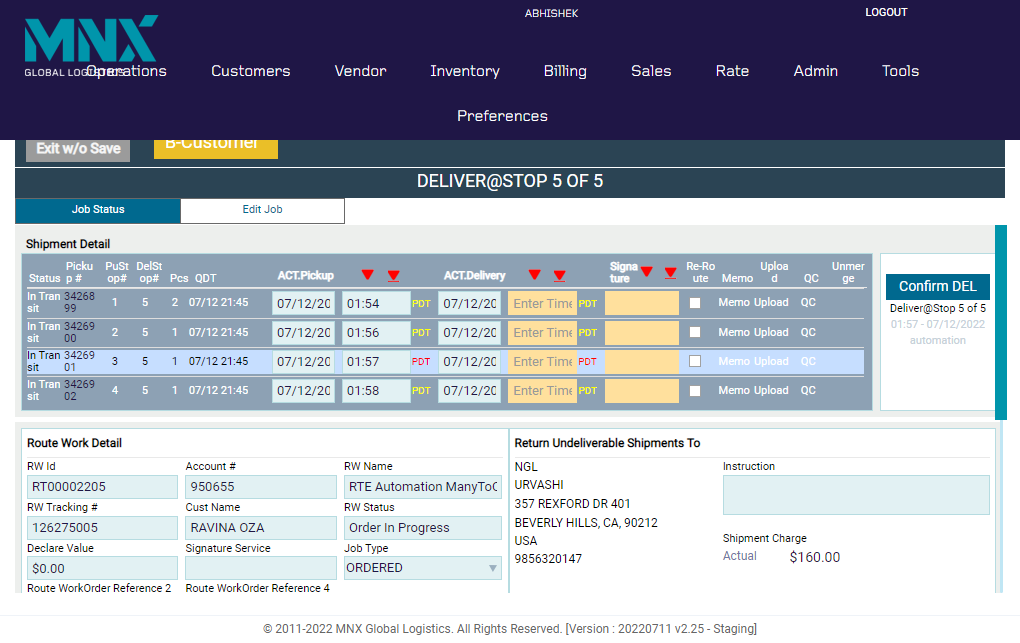 ABHISHEK
LOGOUT
MNX
GLOBAL LOGISTICS
Operations Customers Vendor Inventory Billing Sales Rate Admin Tools
Preferences
Exit w/o Save B-Customer
DELIVER@STOP 5 OF 5
Job Status Edit Job
Shipment Detail
Status Pickup # PuStop# DelStop# Pcs QDT ACT.Pickup ACT.Delivery Signature Re-Route Memo Upload QC Unmerge
In Transit 3426899 1 5 2 07/12 21:45 07/12/20 01:54 PDT 07/12/20 Enter Time PDT Memo Upload QC
In Transit 3426900 2 5 1 07/12 21:45 07/12/20 01:56 PDT 07/12/20 Enter Time PDT Memo Upload QC
In Transit 3426901 3 5 1 07/12 21:45 07/12/20 01:57 PDT 07/12/20 Enter Time PDT Memo Upload QC
In Transit 3426902 4 5 1 07/12 21:45 07/12/20 01:58 PDT 07/12/20 Enter Time PDT Memo Upload QC
Confirm DEL
Deliver@Stop 5 of 5
01:57 - 07/12/2022
automation
Route Work Detail
RW Id Account # RW Name
RT00002205 950655 RTE Automation ManyToO
RW Tracking # Cust Name RW Status
126275005 RAVINA OZA Order In Progress
Declare Value Signature Service Job Type
$0.00 ORDERED
Route WorkOrder Reference 2 Route WorkOrder Reference 4
Return Undeliverable Shipments To
NGL
URVASHI
357 REXFORD DR 401
BEVERLY HILLS, CA, 90212
USA
9856320147
Instruction
Shipment Charge
Actual $160.00
© 2011-2022 MNX Global Logistics. All Rights Reserved. [Version : 20220711 v2.25 - Staging]